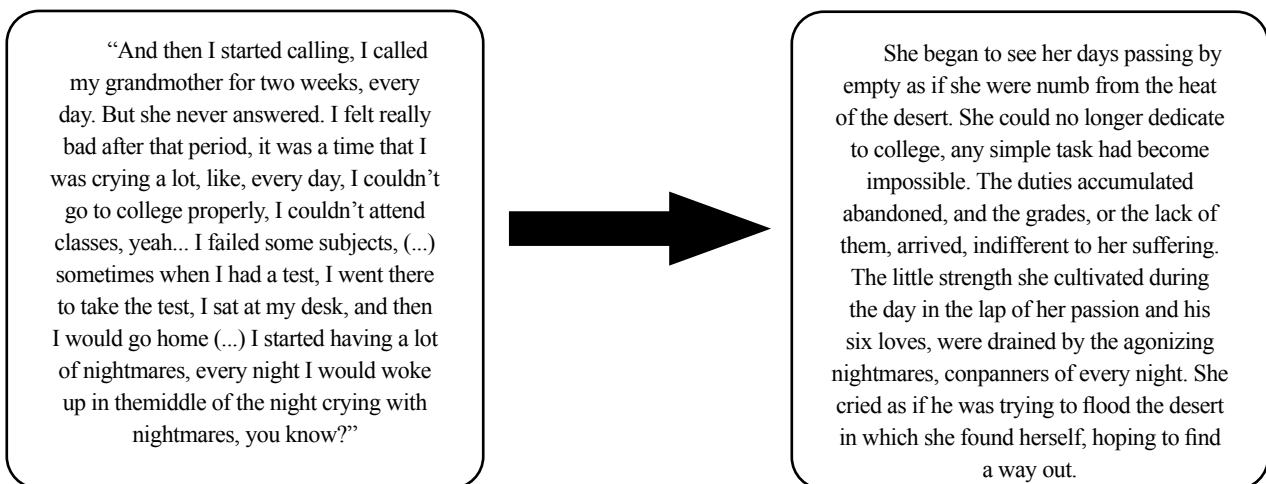 “And then I started calling, I called
my grandmother for two weeks, every
day. But she never answered. I felt really
bad after that period, it was a time that I
was crying a lot, like, every day, I couldn’t
go to college properly, I couldn’t attend
classes, yeah... I failed some subjects, (...)
sometimes when I had a test, I went there
to take the test, I sat at my desk, and then
I would go home (...) I started having a lot
of nightmares, every night I would woke
up in themiddle of the night crying with
nightmares, you know?”
She began to see her days passing by
empty as if she were numb from the heat
of the desert. She could no longer dedicate
to college, any simple task had become
impossible. The duties accumulated
abandoned, and the grades, or the lack of
them, arrived, indifferent to her suffering.
The little strength she cultivated during
the day in the lap of her passion and his
six loves, were drained by the agonizing
nightmares, conpanners of every night. She
cried as if he was trying to flood the desert
in which she found herself, hoping to find
a way out.